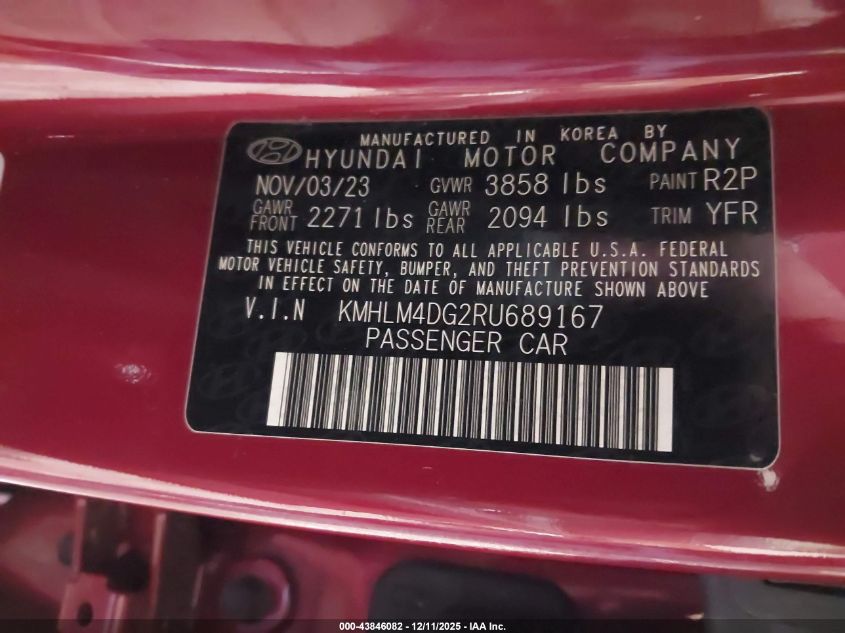 MANUFACTURED IN KOREA BY
HYUNDAI MOTOR COMPANY
NOV/03/23 GVWR 3858 lbs PAINT R2P
GAWR FRONT 2271 lbs GAWR REAR 2094 lbs TRIM YFR
THIS VEHICLE CONFORMS TO ALL APPLICABLE U.S.A. FEDERAL
MOTOR VEHICLE SAFETY, BUMPER, AND THEFT PREVENTION STANDARDS
IN EFFECT ON THE DATE OF MANUFACTURE SHOWN ABOVE
V.I.N KMHLM4DG2RU689167
PASSENGER CAR
000-43846082 - 12/11/2025 - IAA Inc.